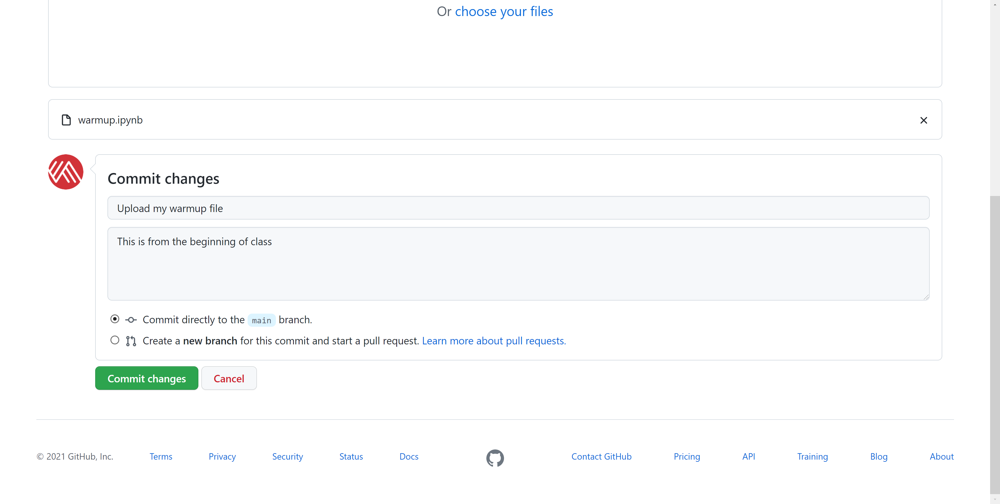 Or choose your files
warmup.ipynb
Commit changes
Upload my warmup file
This is from the beginning of class
Commit directly to the main branch.
Create a new branch for this commit and start a pull request. Learn more about pull requests.
Commit changes Cancel
© 2021 GitHub, Inc. Terms Privacy Security Status Docs Contact GitHub Pricing API Training Blog About